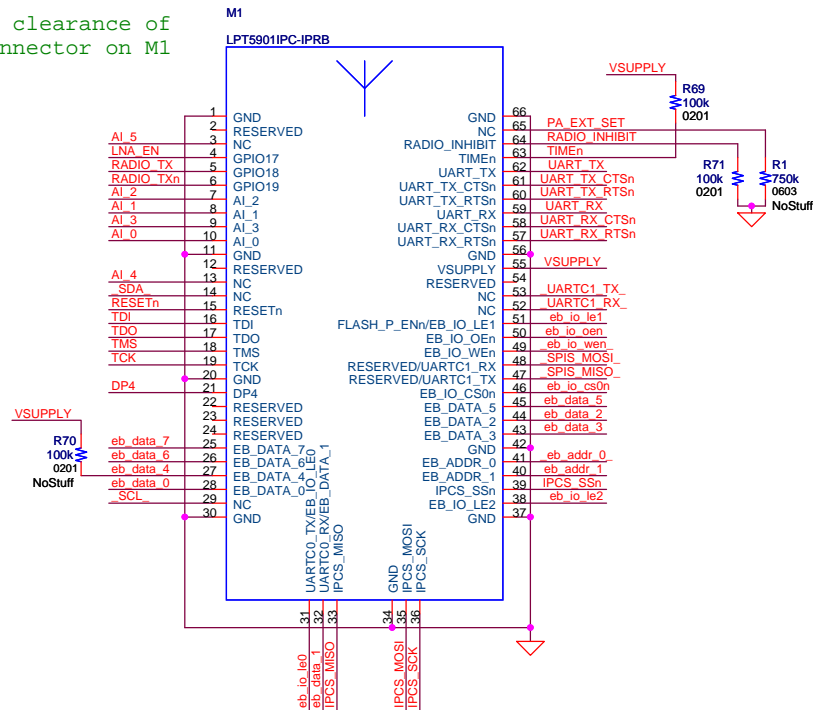 clearance of
nnector on M1
M1
LPT5901IPC-IPRB
VSUPPLY
R69
100k
0201
R71
100k
0201
R1
750k
0603
NoStuff
AI_5
LNA_EN
RADIO_TX
RADIO_TXn
AI_2
AI_1
AI_3
AI_0
AI_4
_SDA_
RESETn
TDI
TDO
TMS
TCK
DP4
VSUPPLY
R70
100k
0201
NoStuff
eb_data_7
eb_data_6
eb_data_4
eb_data_0
_SCL_
1 GND
2 RESERVED
3 NC
4 GPIO17
5 GPIO18
6 GPIO19
7 AI_2
8 AI_1
9 AI_3
10 AI_0
11 GND
12 RESERVED
13 NC
14 NC
15 RESETn
16 TDI
17 TDO
18 TMS
19 TCK
20 GND
21 DP4
22 RESERVED
23 RESERVED
24 RESERVED
25 EB_DATA_7
26 EB_DATA_6
27 EB_DATA_4
28 EB_DATA_0
29 NC
30 GND
UARTC0_TX/EB_IO_LE0 31 eb_io_le0
UARTC0_RX/EB_DATA_1 32 eb_data_1
IPCS_MISO 33 IPCS_MISO
GND 34
IPCS_MOSI 35 IPCS_MOSI
IPCS_SCK 36 IPCS_SCK
GND 66
NC 65 PA_EXT_SET
RADIO_INHIBIT 64 RADIO_INHIBIT
TIMEn 63 TIMEn
UART_TX 62 UART_TX
UART_TX_CTSn 61 UART_TX_CTSn
UART_TX_RTSn 60 UART_TX_RTSn
UART_RX 59 UART_RX
UART_RX_CTSn 58 UART_RX_CTSn
UART_RX_RTSn 57 UART_RX_RTSn
GND 56
VSUPPLY 55 VSUPPLY
RESERVED 54
NC 53 _UARTC1_TX_
NC 52 _UARTC1_RX_
FLASH_P_ENn/EB_IO_LE1 51 eb_io_le1
EB_IO_OEn 50 eb_io_oen
EB_IO_WEn 49 _eb_io_wen_
RESERVED/UARTC1_RX 48 _SPIS_MOSI_
RESERVED/UARTC1_TX 47 _SPIS_MISO_
EB_IO_CS0n 46 eb_io_cs0n
EB_DATA_5 45 eb_data_5
EB_DATA_2 44 eb_data_2
EB_DATA_3 43 eb_data_3
GND 42
EB_ADDR_0 41 _eb_addr_0_
EB_ADDR_1 40 eb_addr_1
IPCS_SSn 39 IPCS_SSn
EB_IO_LE2 38 eb_io_le2
GND 37